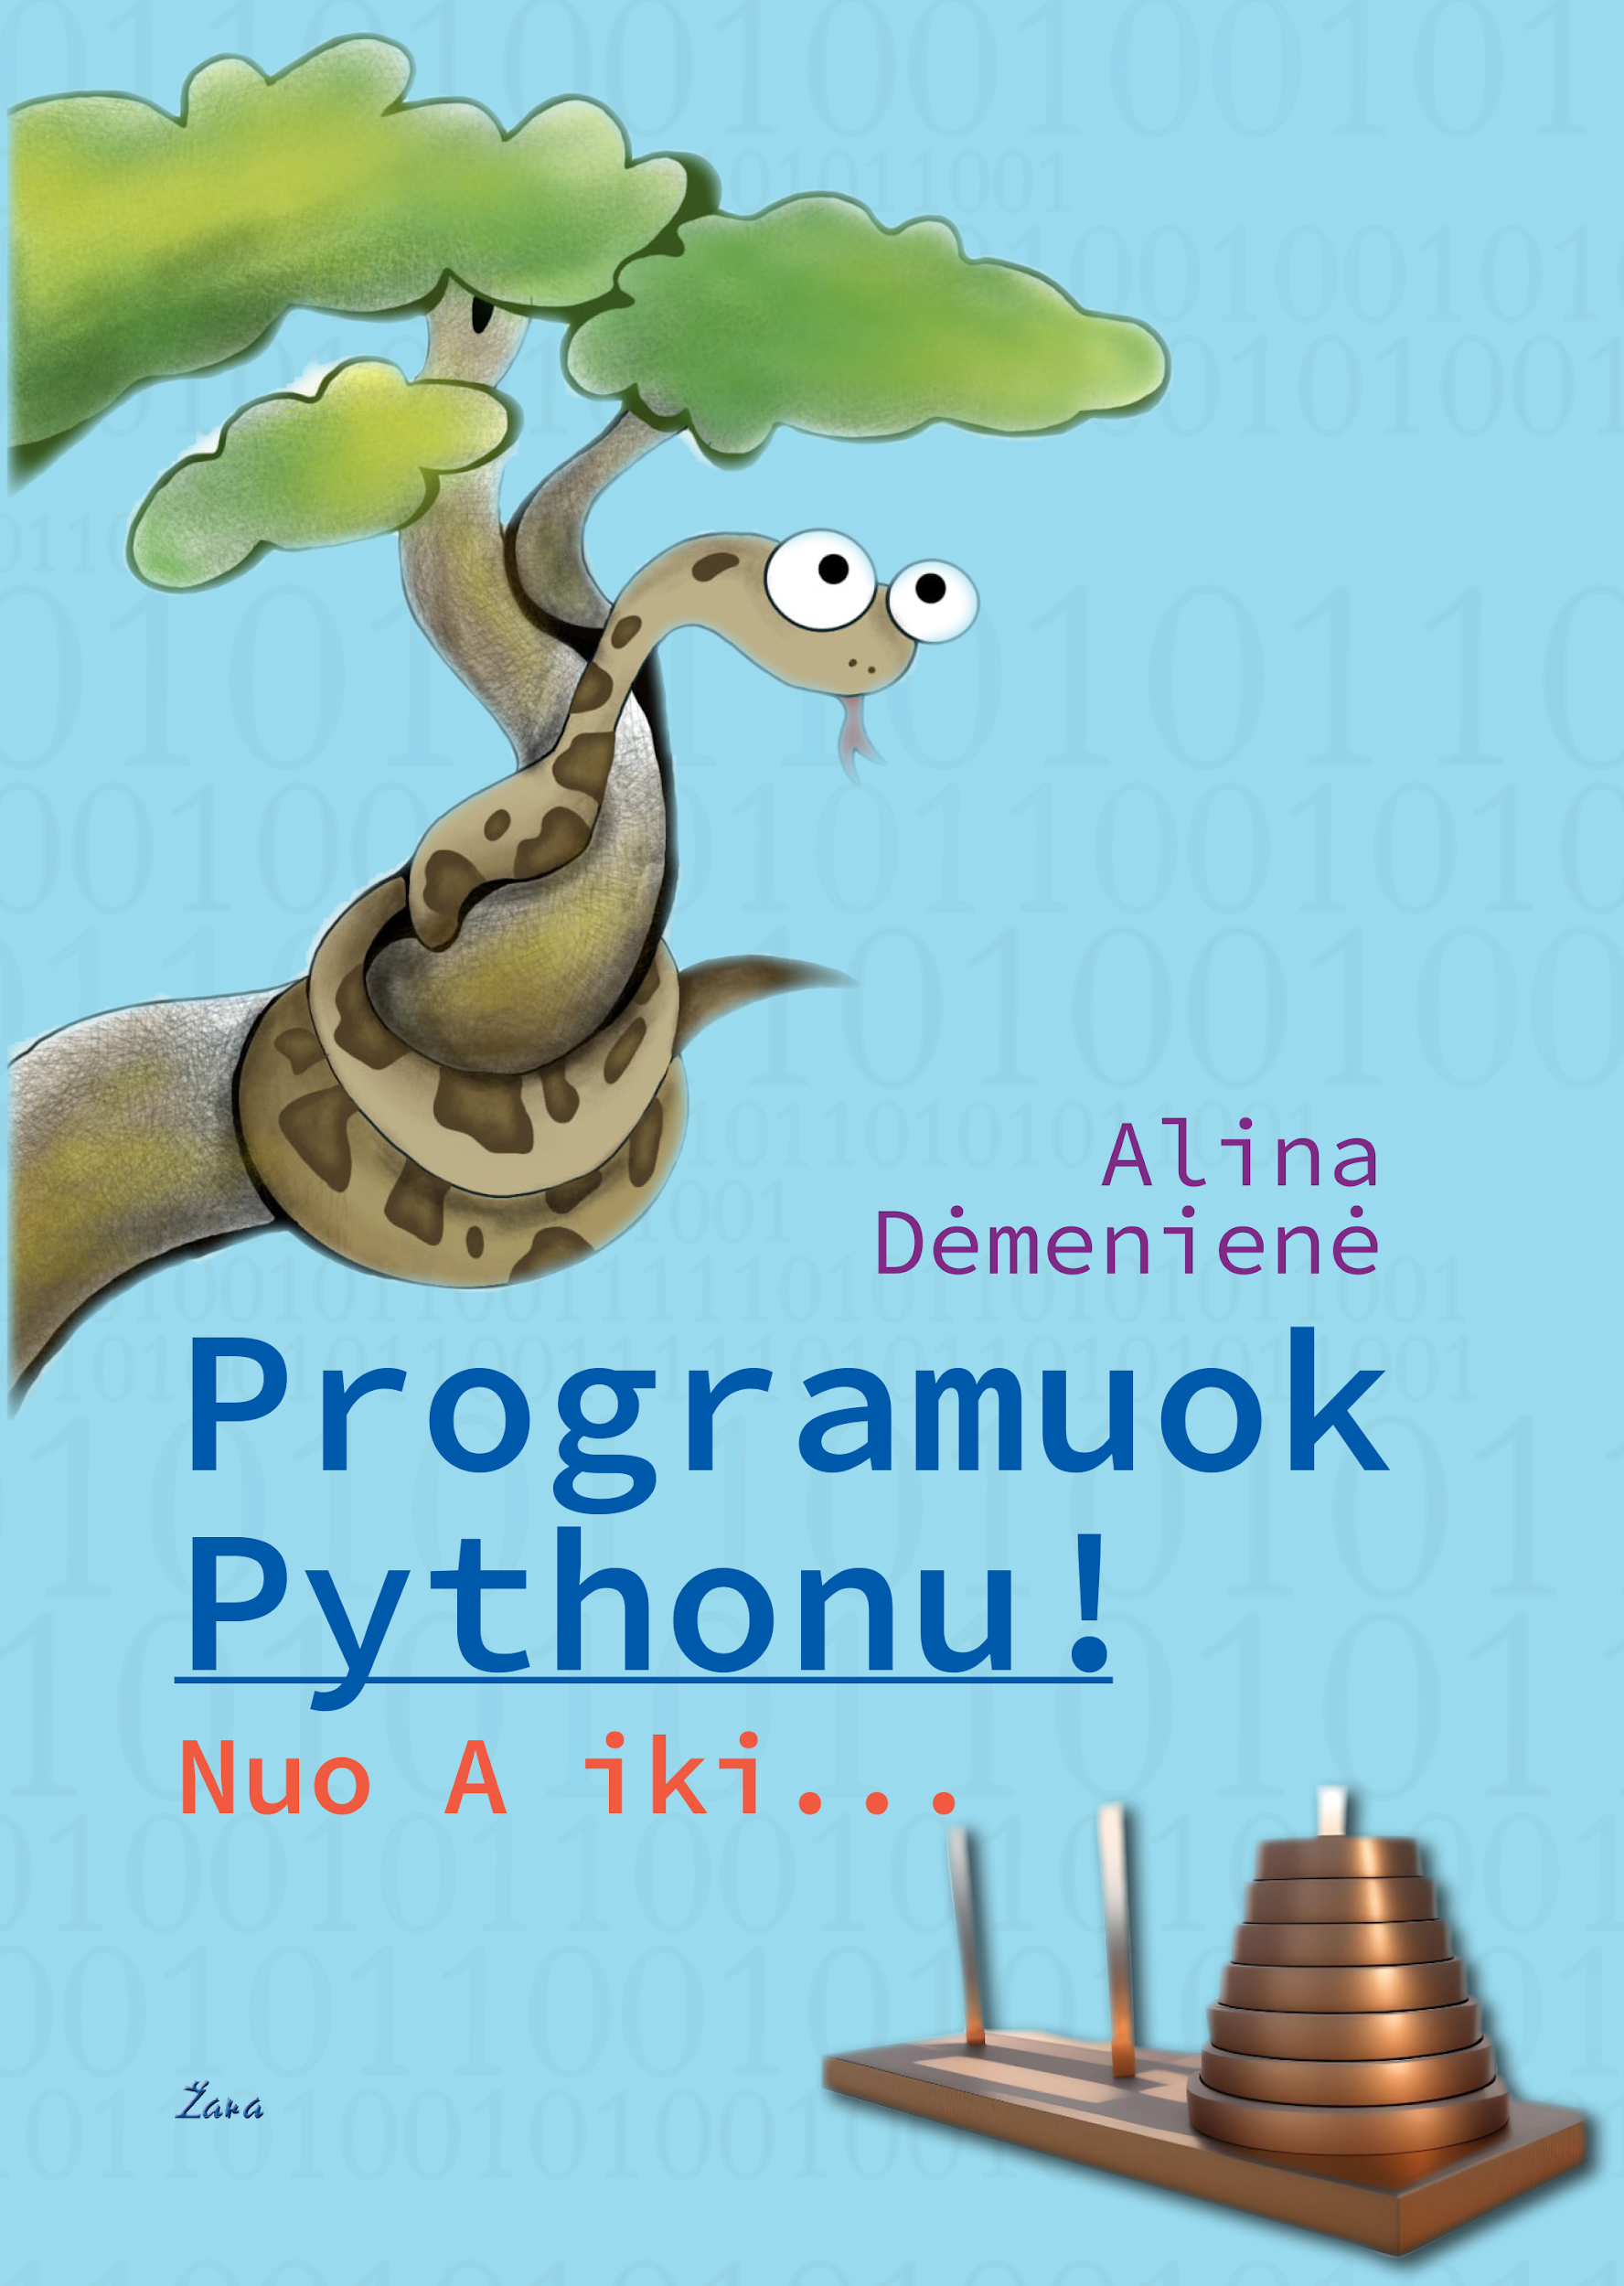 Alina
Dėmenienė
Programuok
Pythonu!
Nuo A iki...
Žara